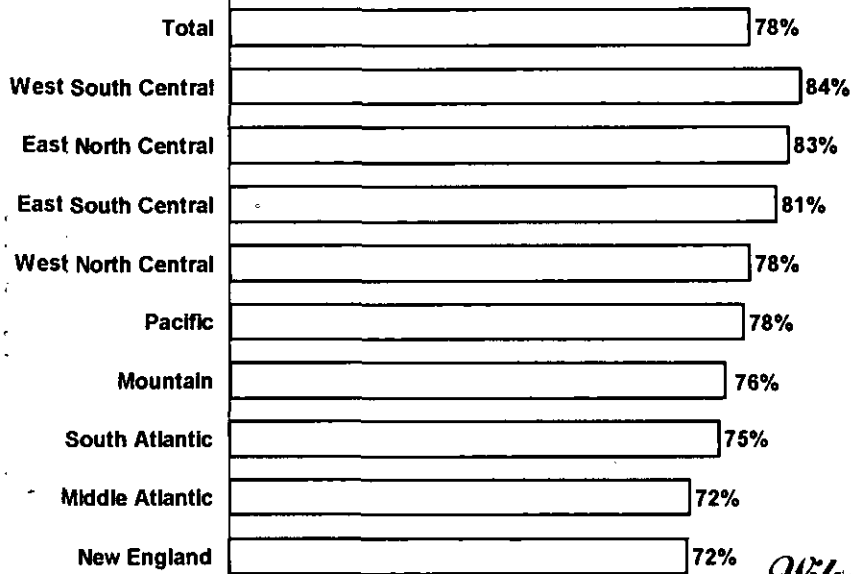 Total 78%
West South Central 84%
East North Central 83%
East South Central 81%
West North Central 78%
Pacific 78%
Mountain 76%
South Atlantic 75%
Middle Atlantic 72%
New England 72%